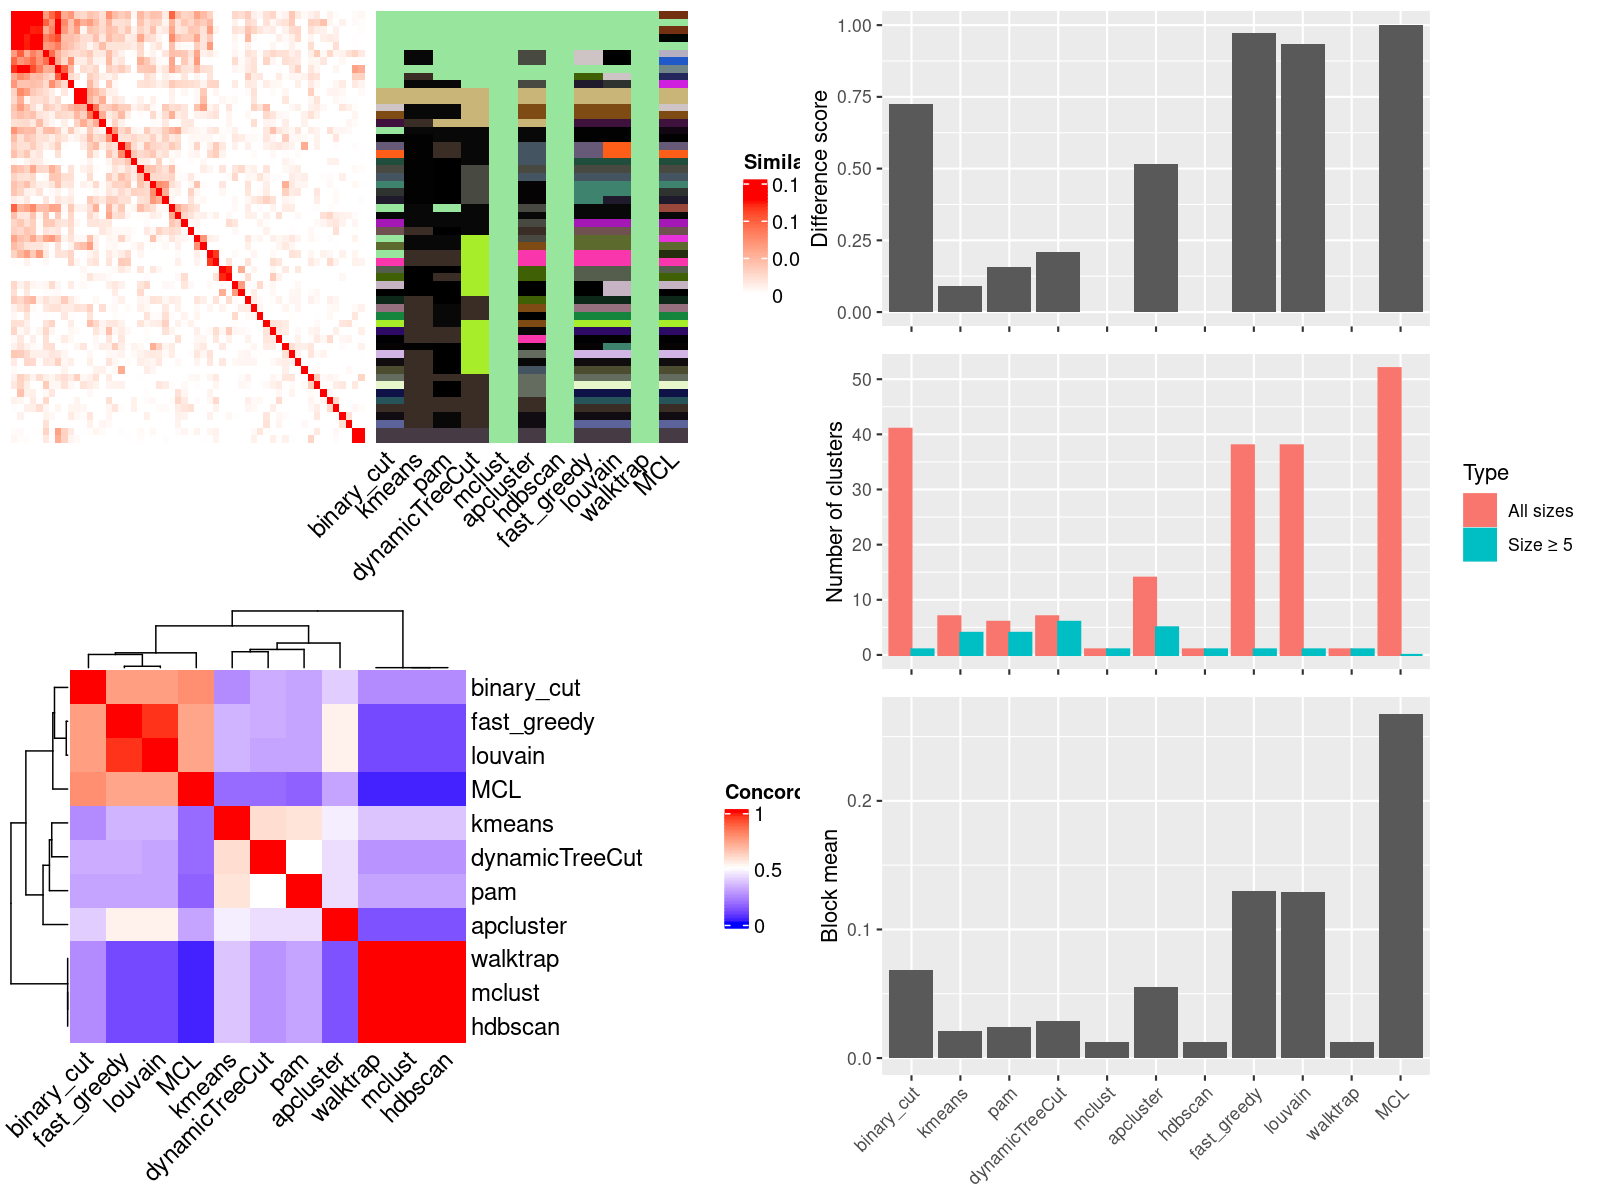 Simila
0.1
0.1
0.0
0
binary_cut
kmeans
pam
dynamicTreeCut
mclust
apcluster
hdbscan
fast_greedy
louvain
walktrap
MCL
binary_cut
fast_greedy
louvain
MCL
kmeans
dynamicTreeCut
pam
apcluster
walktrap
mclust
hdbscan
binary_cut
fast_greedy
louvain
MCL
kmeans
dynamicTreeCut
pam
apcluster
walktrap
mclust
hdbscan
Concord
1
0.5
0
Difference score
1.00
0.75
0.50
0.25
0.00
Number of clusters
50
40
30
20
10
0
Type
All sizes
Size ≥ 5
Block mean
0.2
0.1
0.0
binary_cut
kmeans
pam
dynamicTreeCut
mclust
apcluster
hdbscan
fast_greedy
louvain
walktrap
MCL